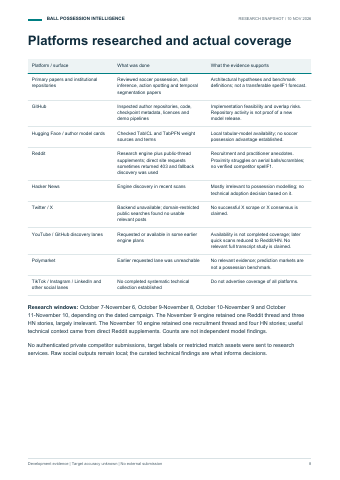 BALL POSSESSION INTELLIGENCE
RESEARCH SNAPSHOT / 10 NOV 2026
Platforms researched and actual coverage
Platform / surface
What was done
What the evidence supports
Primary papers and institutional
repositories
Reviewed soccer possession, ball
inference, action spotting and temporal
segmentation papers
Architectural hypotheses and benchmark
definitions; not a transferable spellF1 forecast.
GitHub
Inspected author repositories, code,
checkpoint metadata, licences and
demo pipelines
Implementation feasibility and overlap risks.
Repository activity is not proof of a new
model release.
Hugging Face / author model cards
Checked TabICL and TabPFN weight
sources and terms
Local tabular-model availability; no soccer
possession advantage established.
Reddit
Research engine plus dated
supplements; direct site requests
sometimes returned 403 and fallback
discovery was used
Recruitment and practitioner anecdotes.
Proximity struggles on aerial balls/scrambles;
no verified competitor spellF1.
Hacker News
Engine discovery in recent scans
Mostly irrelevant to possession modelling; no
technical adoption decision based on it.
Twitter / X
Backend unavailable; domain-restricted
public searches found no usable
relevant posts
No successful X scrape or X consensus is
claimed.
YouTube / GitHub discovery lanes
Requested or available in some earlier
engine plans
Availability is not completed coverage; later
quick scans reduced to Reddit/HN. No
relevant full transcript study is claimed.
Polymarket
Earlier requested lane was unreachable
No relevant evidence; prediction markets are
not a possession benchmark.
TikTok / Instagram / LinkedIn and
other social lanes
No completed systematic technical
collection established
Do not advertise coverage of all platforms.
Research windows: October 7-November 6, October 9-November 8, October 10-November 9 and October
11-November 10, depending on the dated campaign. The November 9 engine retained one Reddit thread and three
HN stories, largely irrelevant. The November 10 engine retained one recruitment thread and four HN stories; useful
technical context came from direct Reddit supplements. Counts are not independent model findings.
No authenticated private competitor submissions, target labels or restricted match assets were sent to research
services. Raw social outputs remain local; the curated technical findings are what informs decisions.
Development evidence | Target accuracy unknown | No external submission